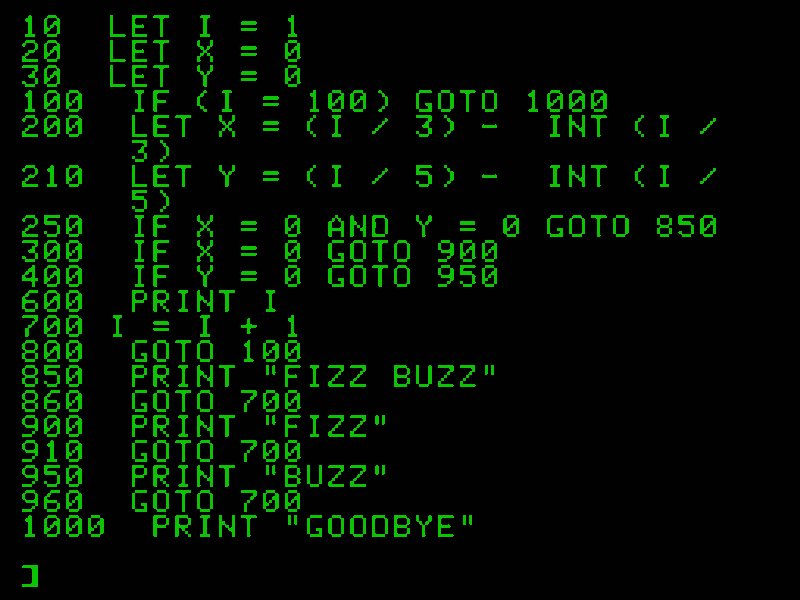 10  LET I = 1
20  LET X = 0
30  LET Y = 0
100  IF (I = 100) GOTO 1000
200  LET X = (I / 3) -  INT (I /
     3)
210  LET Y = (I / 5) -  INT (I /
     5)
250  IF X = 0 AND Y = 0 GOTO 850
300  IF X = 0 GOTO 900
400  IF Y = 0 GOTO 950
600  PRINT I
700 I = I + 1
800  GOTO 100
850  PRINT "FIZZ BUZZ"
860  GOTO 700
900  PRINT "FIZZ"
910  GOTO 700
950  PRINT "BUZZ"
960  GOTO 700
1000  PRINT "GOODBYE"

]